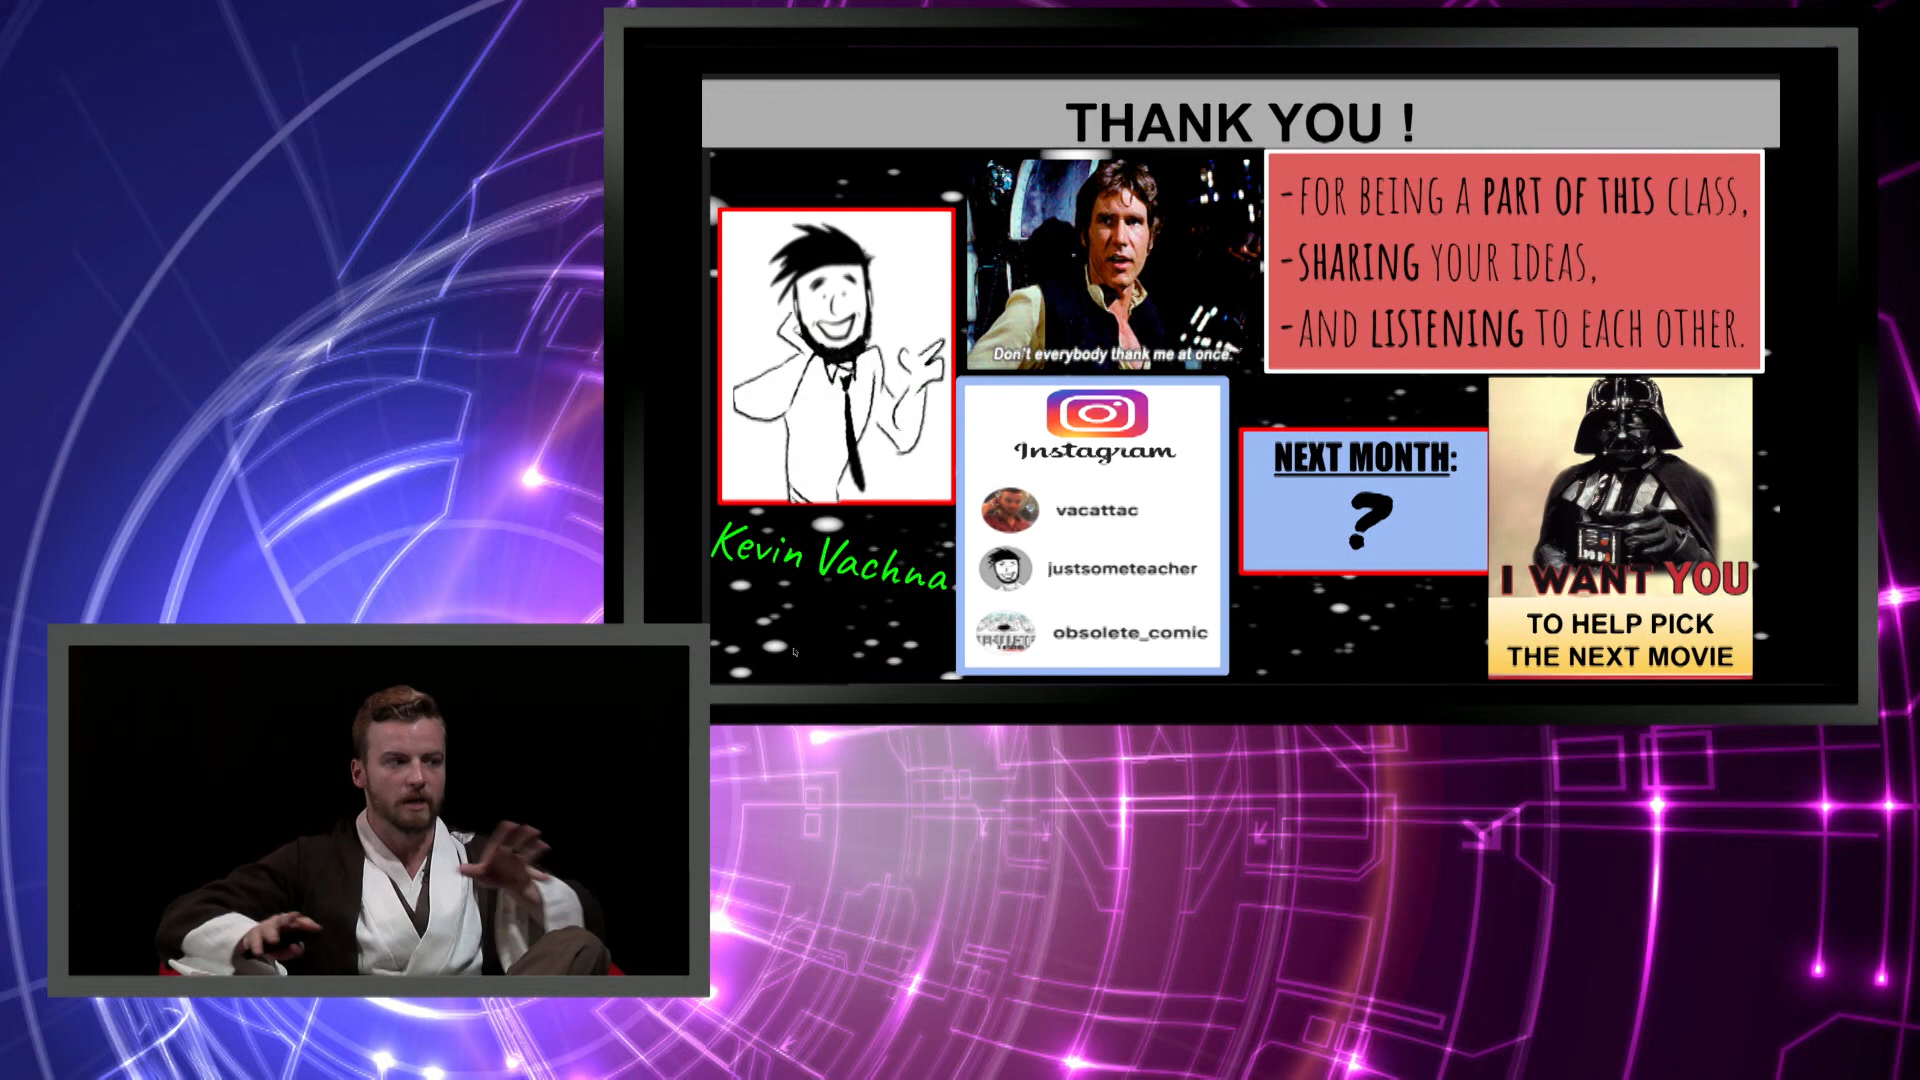 THANK YOU !
Don't everybody thank me at once.
-FOR BEING A PART OF THIS CLASS,
-SHARING YOUR IDEAS,
-AND LISTENING TO EACH OTHER.
Kevin Vachna
Instagram
vacattac
justsometeacher
obsolete_comic
NEXT MONTH:
?
I WANT YOU
TO HELP PICK
THE NEXT MOVIE